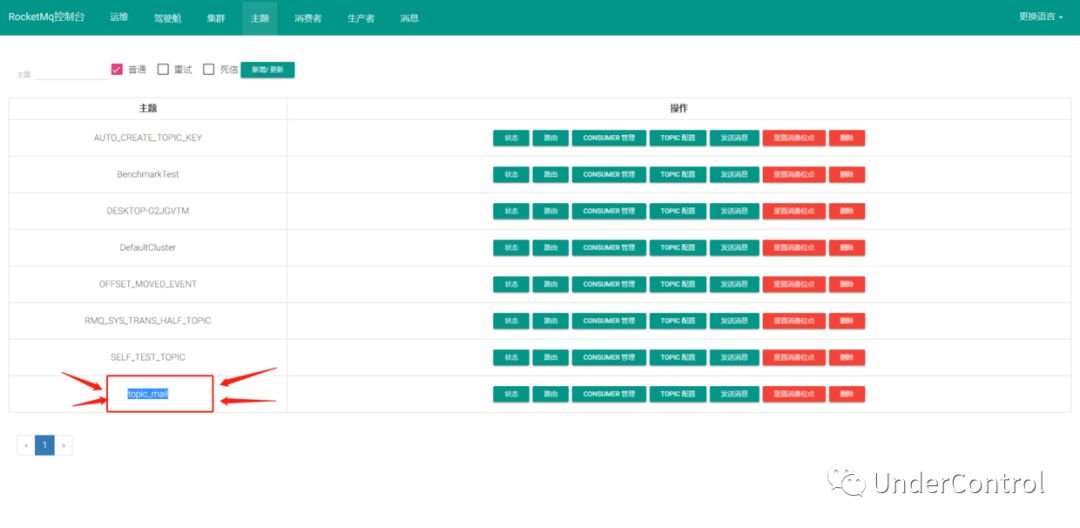 RocketMq控制台 运维 驾驶舱 集群 主题 消费者 生产者 消息 更换语言
主题 普通 重试 死信 新增/更新
主题 操作
AUTO_CREATE_TOPIC_KEY 状态 路由 CONSUMER 管理 TOPIC 配置 发送消息 重置消费位点 删除
BenchmarkTest 状态 路由 CONSUMER 管理 TOPIC 配置 发送消息 重置消费位点 删除
DESKTOP-G2JGVTM 状态 路由 CONSUMER 管理 TOPIC 配置 发送消息 重置消费位点 删除
DefaultCluster 状态 路由 CONSUMER 管理 TOPIC 配置 发送消息 重置消费位点 删除
OFFSET_MOVED_EVENT 状态 路由 CONSUMER 管理 TOPIC 配置 发送消息 重置消费位点 删除
RMQ_SYS_TRANS_HALF_TOPIC 状态 路由 CONSUMER 管理 TOPIC 配置 发送消息 重置消费位点 删除
SELF_TEST_TOPIC 状态 路由 CONSUMER 管理 TOPIC 配置 发送消息 重置消费位点 删除
topic_mail 状态 路由 CONSUMER 管理 TOPIC 配置 发送消息 重置消费位点 删除
« 1 »
UnderControl